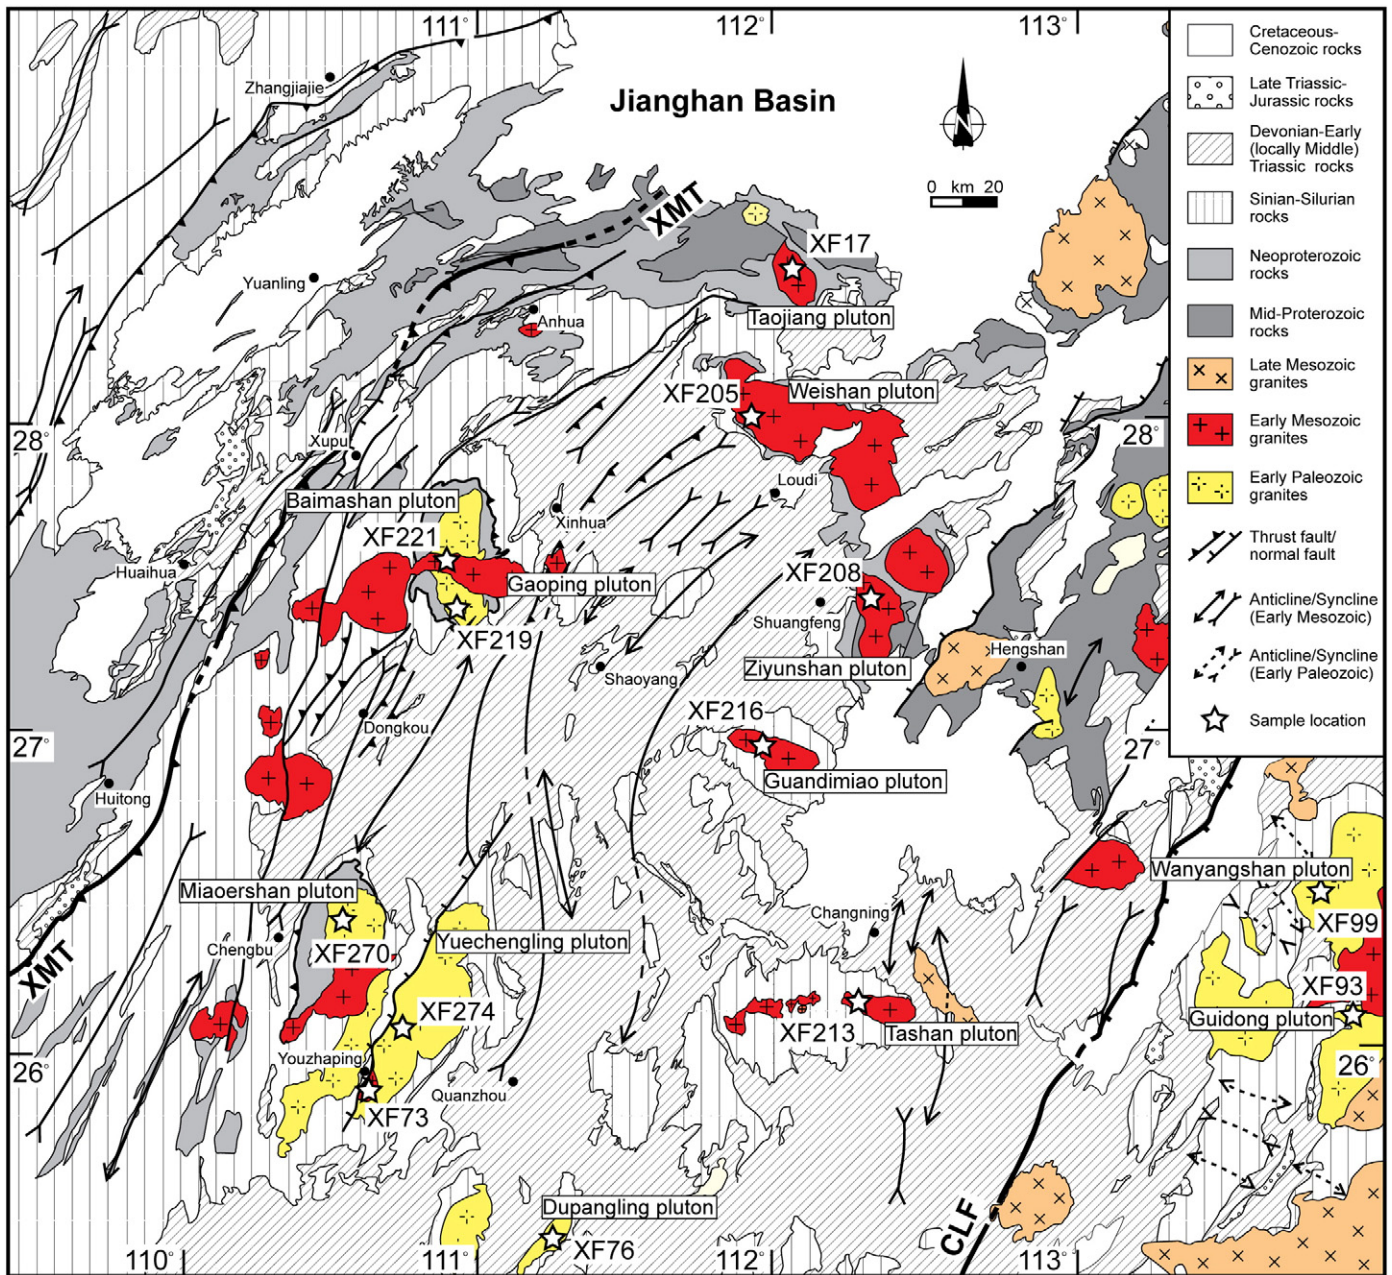 111°
112°
113°
Zhangjiajie
Jianghan Basin
0 km 20
XMT
XF17
Yuanling
Taojiang pluton
Anhua
XF205
Weishan pluton
28°
28°
Xupu
Loudi
Baimashan pluton
Xinhua
XF221
Huaihua
Gaoping pluton
XF208
Shuangfeng
XF219
Hengshan
Ziyunshan pluton
Shaoyang
XF216
Dongkou
27°
27°
Guandimiao pluton
Huitong
Wanyangshan pluton
Miaoershan pluton
Changning
XF99
Chengbu
Yuechengling pluton
XF270
XMT
XF93
XF274
Guidong pluton
XF213
Tashan pluton
Youzhaping
26°
26°
Quanzhou
XF73
Dupangling pluton
XF76
CLF
110°
111°
112°
113°
Cretaceous-
Cenozoic rocks
Late Triassic-
Jurassic rocks
Devonian-Early
(locally Middle)
Triassic rocks
Sinian-Silurian
rocks
Neoproterozoic
rocks
Mid-Proterozoic
rocks
Late Mesozoic
granites
Early Mesozoic
granites
Early Paleozoic
granites
Thrust fault/
normal fault
Anticline/Syncline
(Early Mesozoic)
Anticline/Syncline
(Early Paleozoic)
Sample location